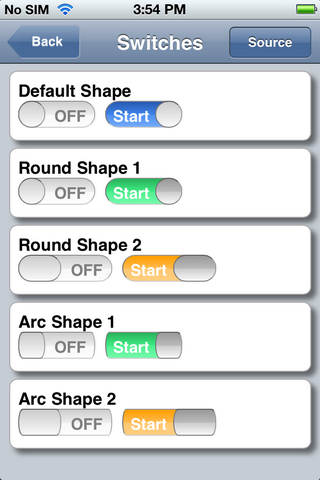 No SIM 3:54 PM
Back Switches Source
Default Shape
OFF Start
Round Shape 1
OFF Start
Round Shape 2
OFF Start
Arc Shape 1
OFF Start
Arc Shape 2
OFF Start